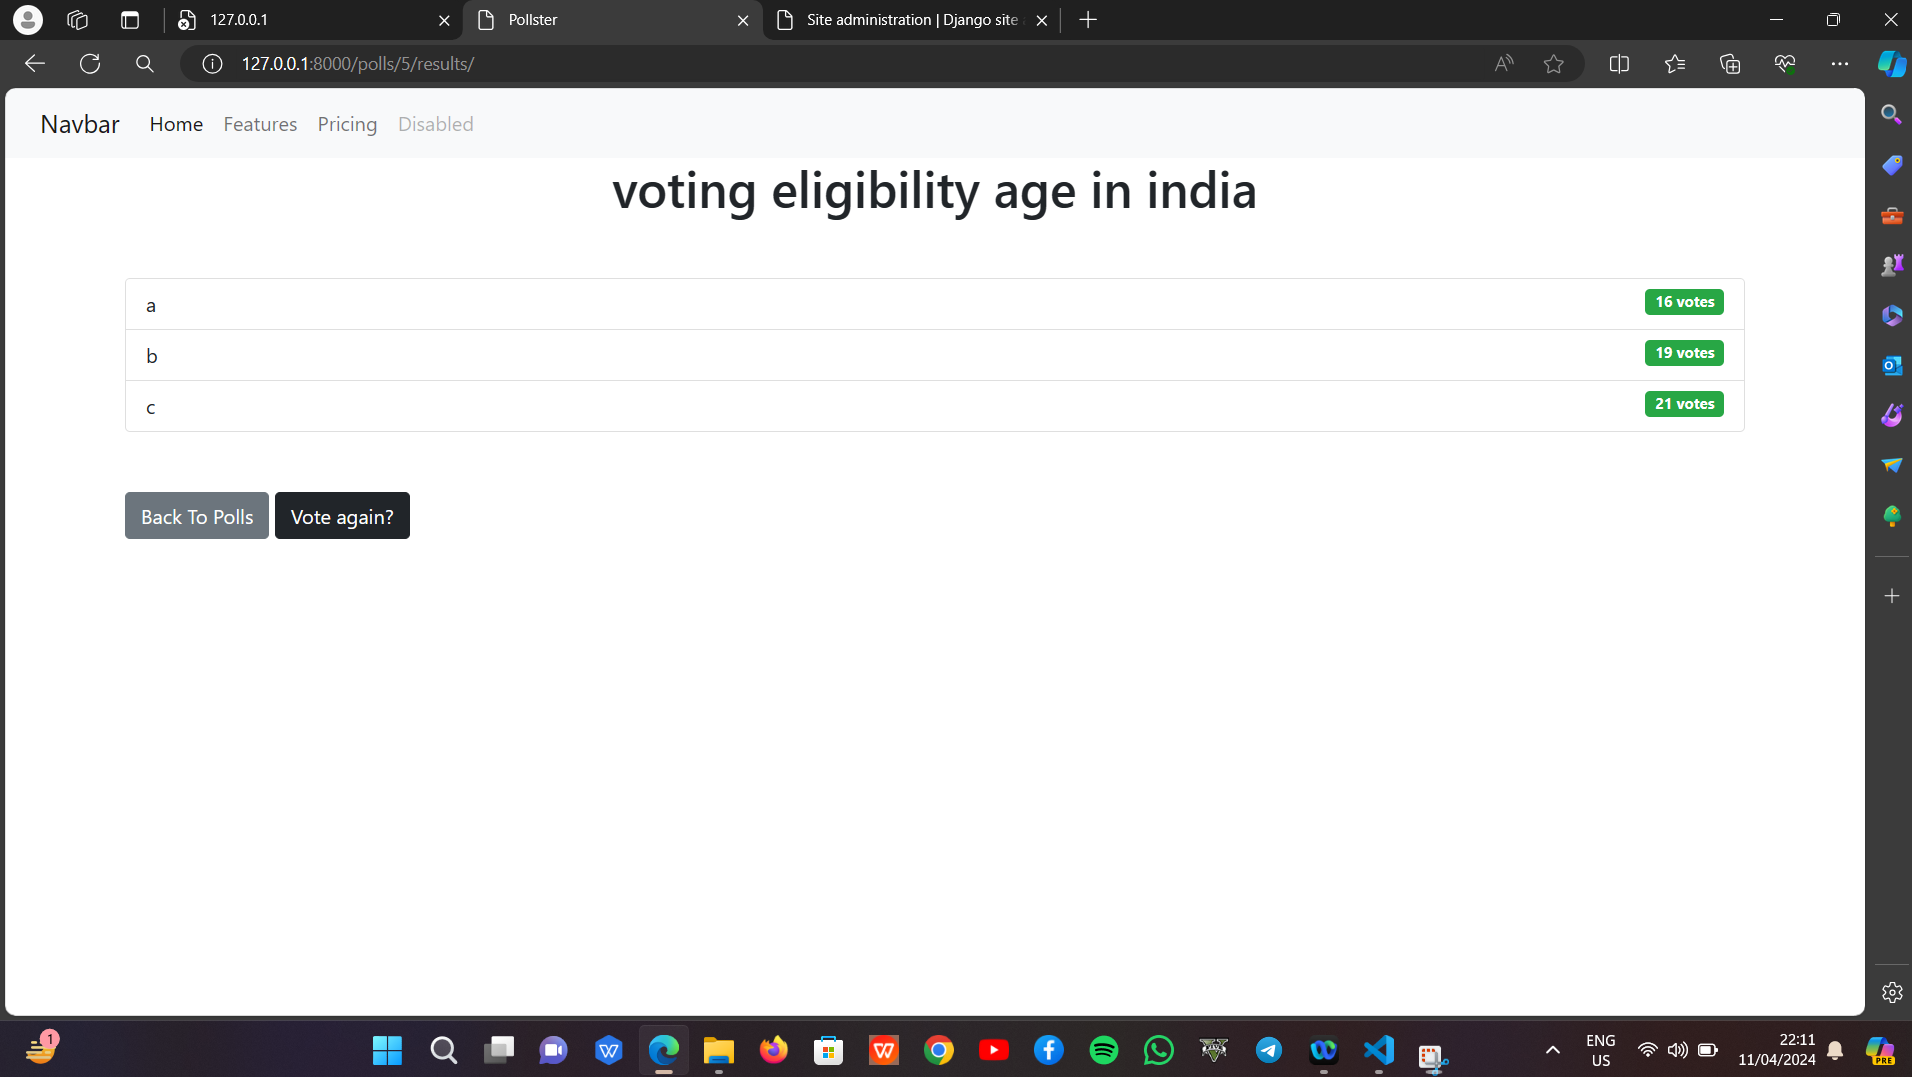 127.0.0.1
Pollster
Site administration | Django site
127.0.0.1:8000/polls/5/results/
Navbar Home Features Pricing Disabled
voting eligibility age in india
a 16 votes
b 19 votes
c 21 votes
Back To Polls Vote again?
1
ENG
US
22:11
11/04/2024
PRE